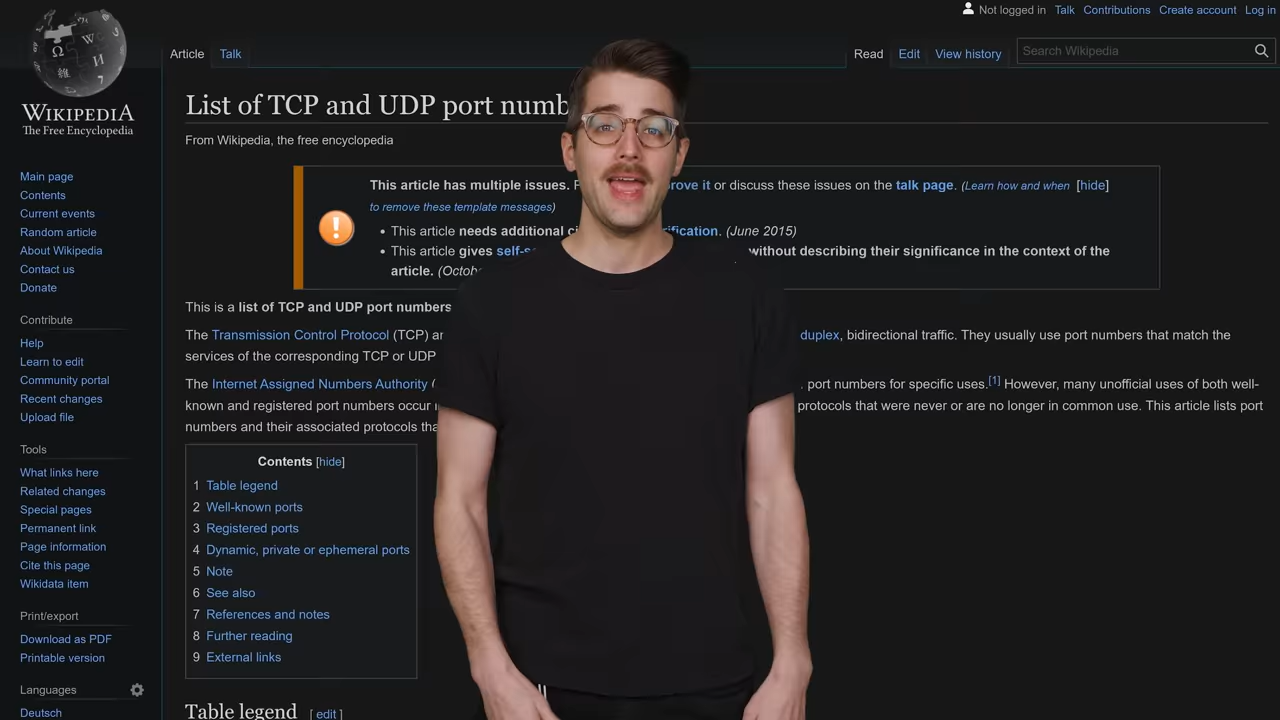 Not logged in Talk Contributions Create account Log in
Article Talk Read Edit View history Search Wikipedia
WIKIPEDIA
The Free Encyclopedia
List of TCP and UDP port
From Wikipedia, the free encyclopedia
This article has multiple issues. it or discuss these issues on the talk page. (Learn how and when [hide]
to remove these template messages)
• This article needs additional (June 2015)
• This article gives without describing their significance in the context of the
article.
This is a list of TCP and UDP port numbers
The Transmission Control Protocol (TCP) duplex, bidirectional traffic. They usually use port numbers that match the
services of the corresponding TCP or UDP
The Internet Assigned Numbers Authority ( , port numbers for specific uses.[1] However, many unofficial uses of both well-
known and registered port numbers occur protocols that were never or are no longer in common use. This article lists port
numbers and their associated protocols
Main page
Contents
Current events
Random article
About Wikipedia
Contact us
Donate
Contribute
Help
Learn to edit
Community portal
Recent changes
Upload file
Tools
What links here
Related changes
Special pages
Permanent link
Page information
Cite this page
Wikidata item
Print/export
Download as PDF
Printable version
Languages
Deutsch
Contents [hide]
1 Table legend
2 Well-known ports
3 Registered ports
4 Dynamic, private or ephemeral ports
5 Note
6 See also
7 References and notes
8 Further reading
9 External links
Table legend [ edit ]